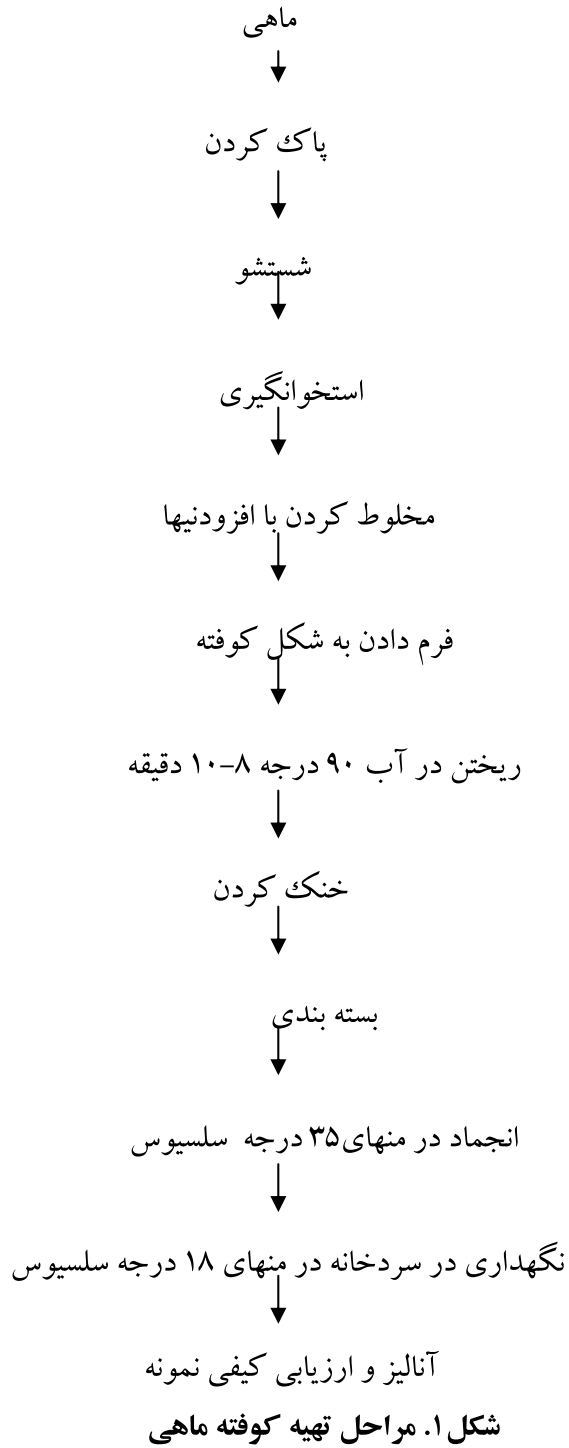 ماهی
پاک کردن
شستشو
استخوانگیری
مخلوط کردن با افزودنیها
فرم دادن به شکل کوفته
ریختن در آب ۹۰ درجه ۸-۱۰ دقیقه
خنک کردن
بسته بندی
انجماد در منهای ۳۵ درجه سلسیوس
نگهداری در سردخانه در منهای ۱۸ درجه سلسیوس
آنالیز و ارزیابی کیفی نمونه
شکل ۱. مراحل تهیه کوفته ماهی